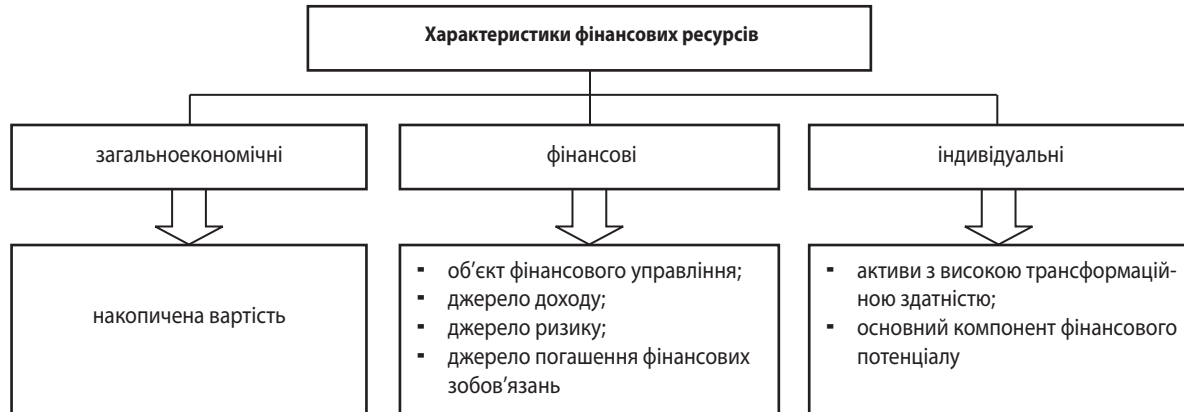 Характеристики фінансових ресурсів
загальноекономічні
фінансові
індивідуальні
накопичена вартість
▪ об’єкт фінансового управління;
▪ джерело доходу;
▪ джерело ризику;
▪ джерело погашення фінансових
зобов’язань
▪ активи з високою трансформацій-
ною здатністю;
▪ основний компонент фінансового
потенціалу